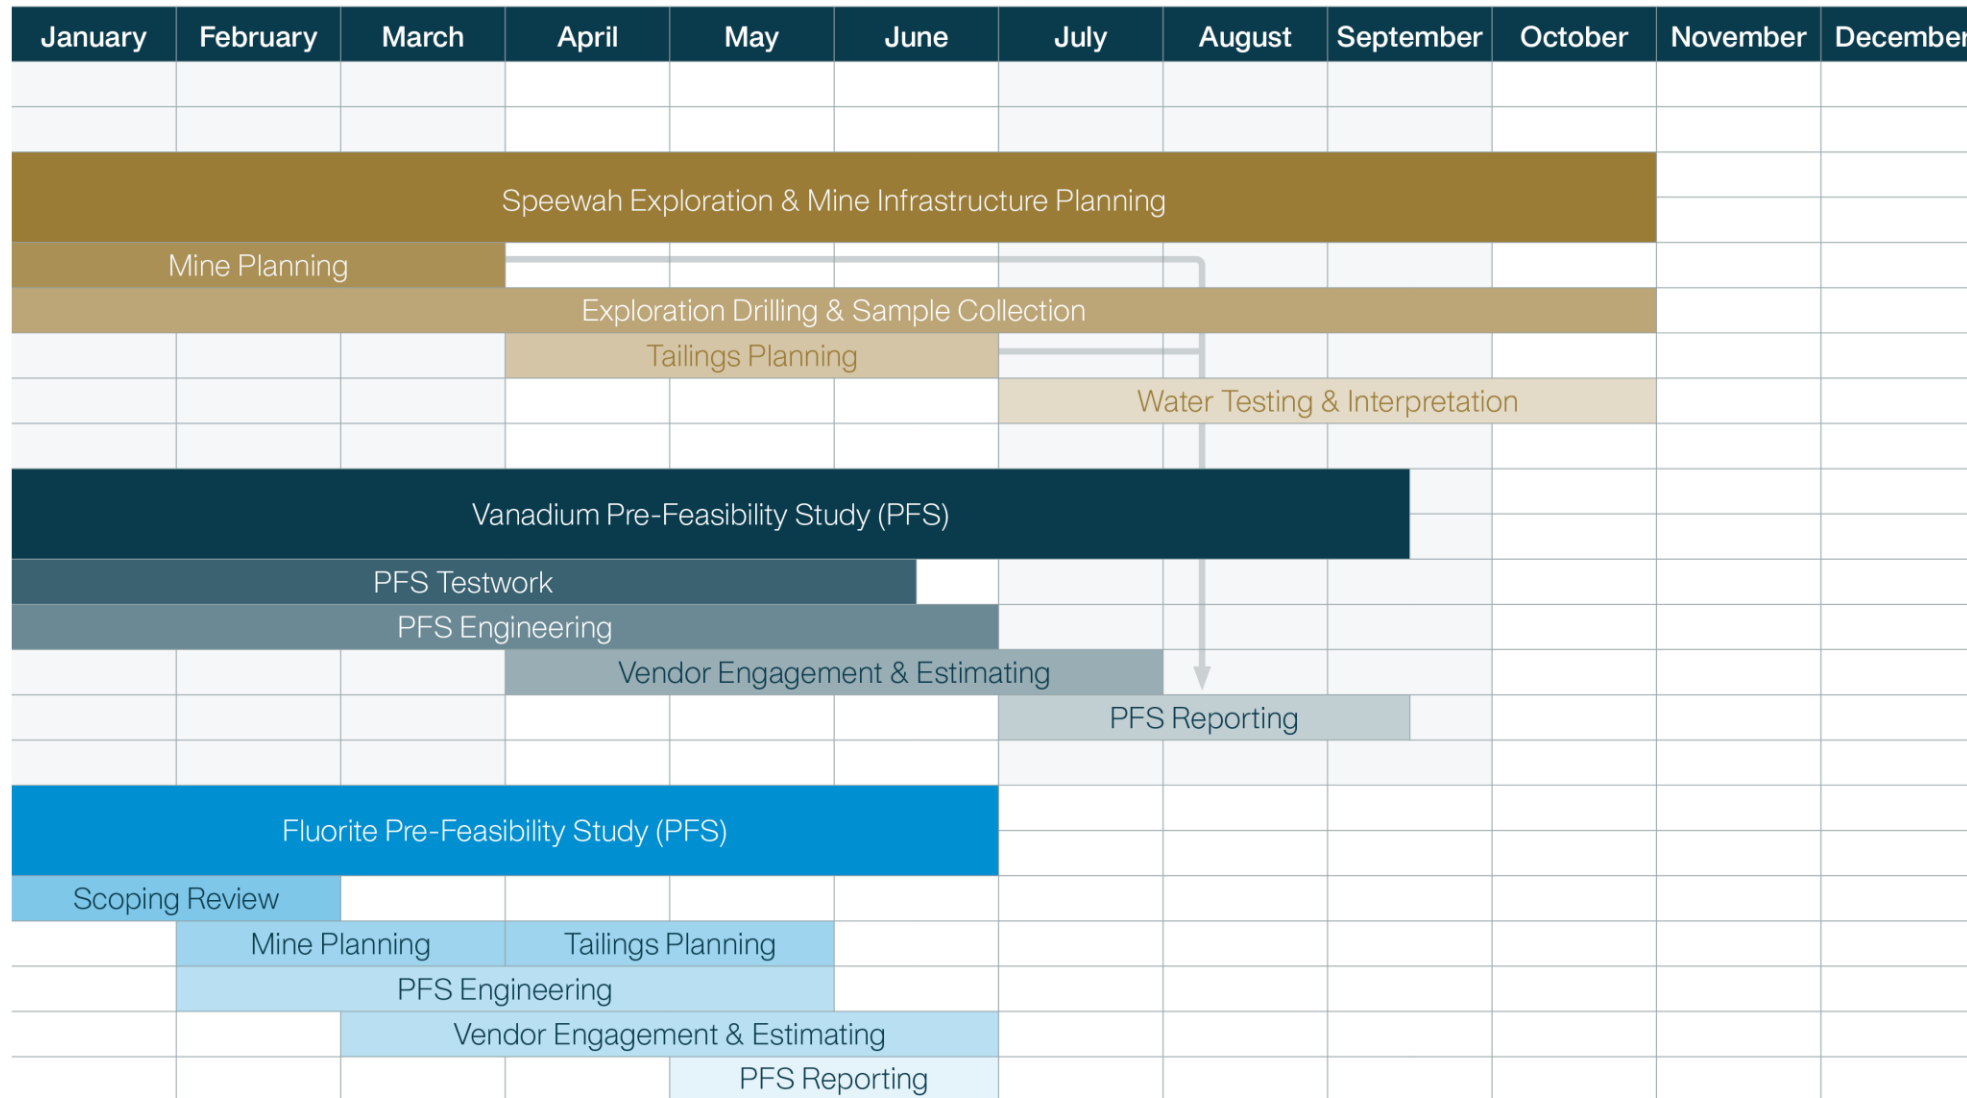 January February March April May June July August September October November December
Speewah Exploration & Mine Infrastructure Planning
Mine Planning
Exploration Drilling & Sample Collection
Tailings Planning
Water Testing & Interpretation
Vanadium Pre-Feasibility Study (PFS)
PFS Testwork
PFS Engineering
Vendor Engagement & Estimating
PFS Reporting
Fluorite Pre-Feasibility Study (PFS)
Scoping Review
Mine Planning Tailings Planning
PFS Engineering
Vendor Engagement & Estimating
PFS Reporting